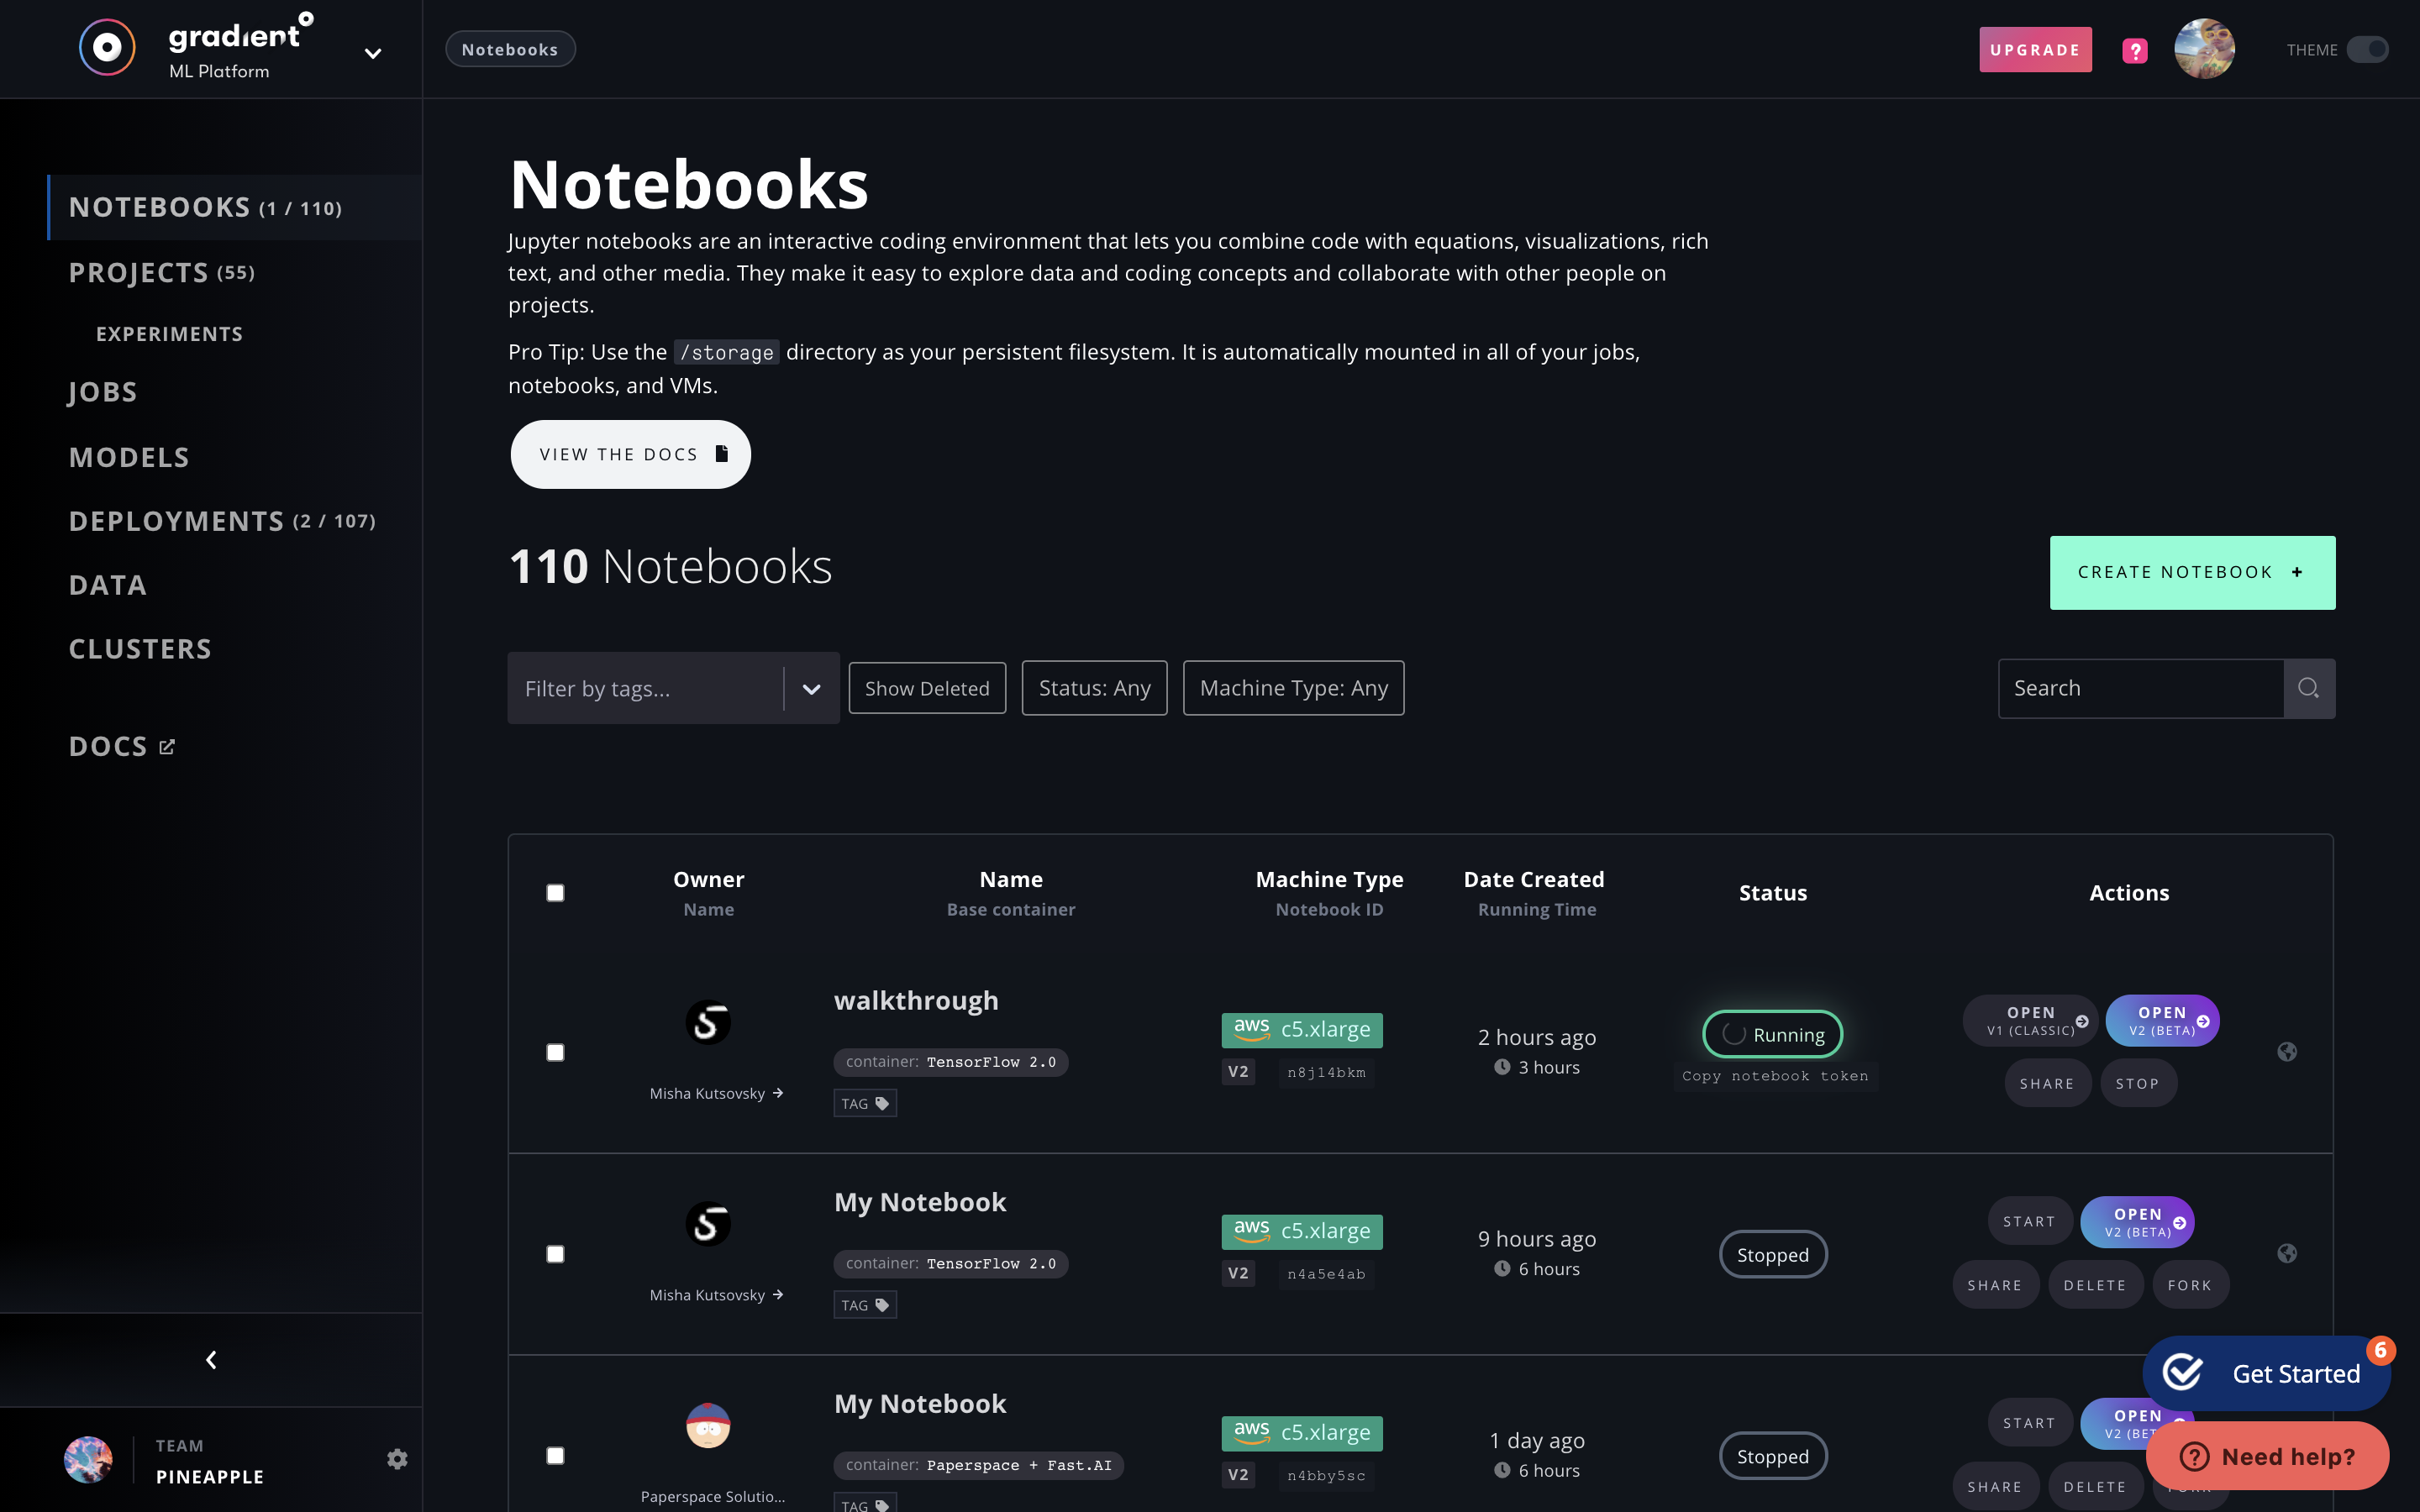 gradient
ML Platform
Notebooks
UPGRADE
?
THEME
NOTEBOOKS (1 / 110)
PROJECTS (55)
EXPERIMENTS
JOBS
MODELS
DEPLOYMENTS (2 / 107)
DATA
CLUSTERS
DOCS
TEAM
PINEAPPLE
Notebooks
Jupyter notebooks are an interactive coding environment that lets you combine code with equations, visualizations, rich
text, and other media. They make it easy to explore data and coding concepts and collaborate with other people on
projects.
Pro Tip: Use the /storage directory as your persistent filesystem. It is automatically mounted in all of your jobs,
notebooks, and VMs.
VIEW THE DOCS
110 Notebooks
CREATE NOTEBOOK +
Filter by tags...
Show Deleted
Status: Any
Machine Type: Any
Search
Owner
Name
Name
Base container
Machine Type
Notebook ID
Date Created
Running Time
Status
Actions
Misha Kutsovsky
walkthrough
container: TensorFlow 2.0
TAG
aws c5.xlarge
V2 n8j14bkm
2 hours ago
3 hours
Running
Copy notebook token
OPEN
V1 (CLASSIC)
OPEN
V2 (BETA)
SHARE
STOP
Misha Kutsovsky
My Notebook
container: TensorFlow 2.0
TAG
aws c5.xlarge
V2 n4a5e4ab
9 hours ago
6 hours
Stopped
START
OPEN
V2 (BETA)
SHARE
DELETE
FORK
Paperspace Solutio...
My Notebook
container: Paperspace + Fast.AI
TAG
aws c5.xlarge
V2 n4bby5sc
1 day ago
6 hours
Stopped
START
OPEN
V2 (BET
SHARE
DELETE
Get Started
6
Need help?